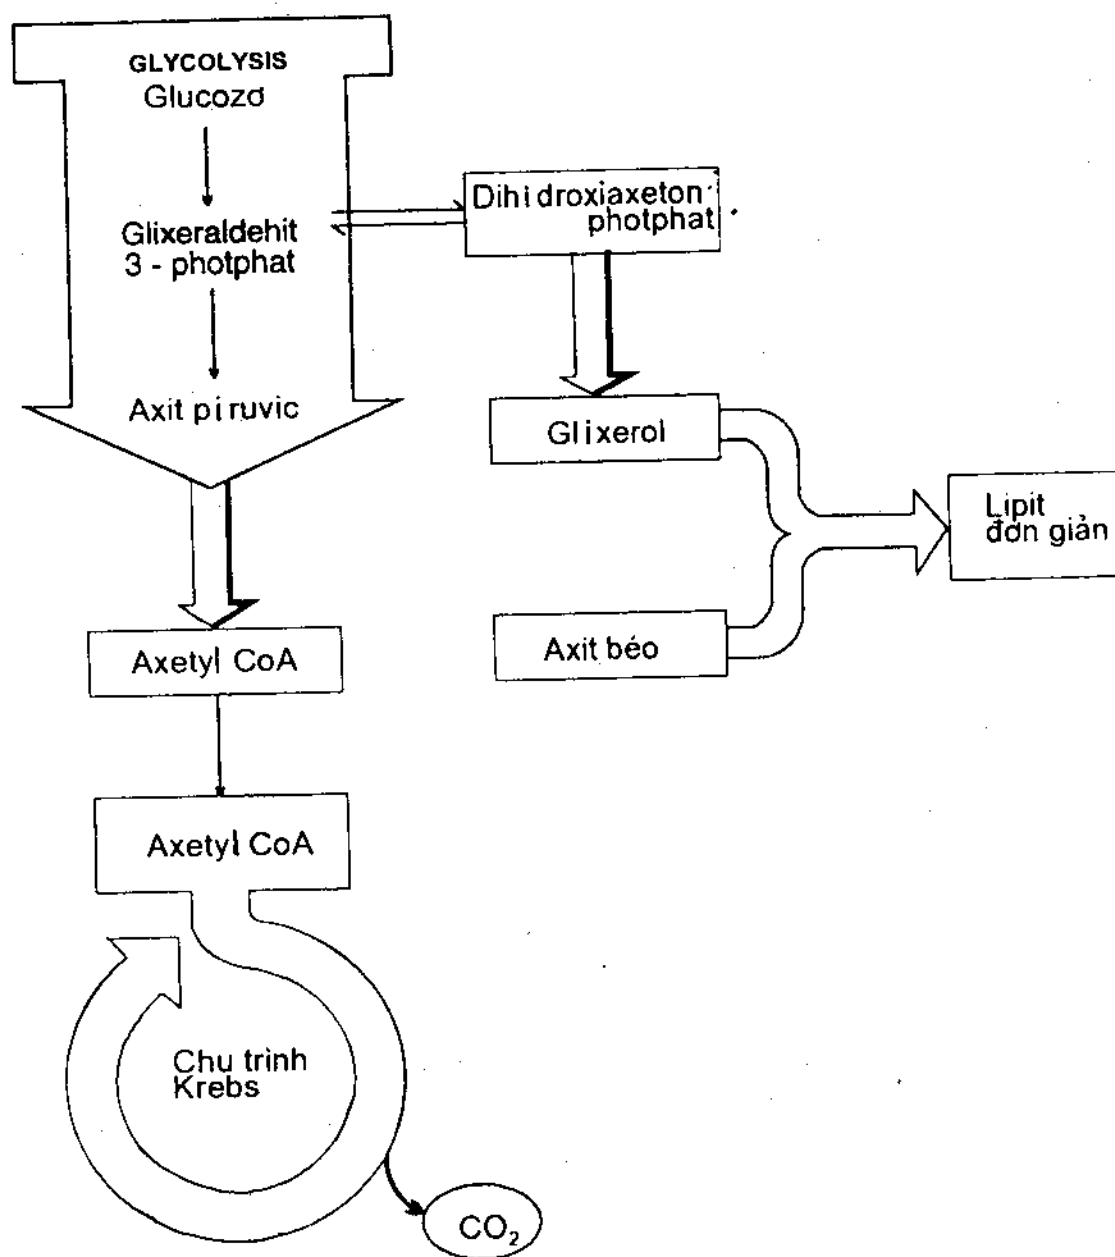 GLYCOLYSIS
Glucozơ
Glixeraldehit
3 - photphat
Axit piruvic
Dihidroxiaxeton
photphat
Glixerol
Axit béo
Lipit
đơn giản
Axetyl CoA
Axetyl CoA
Chu trình
Krebs
CO₂